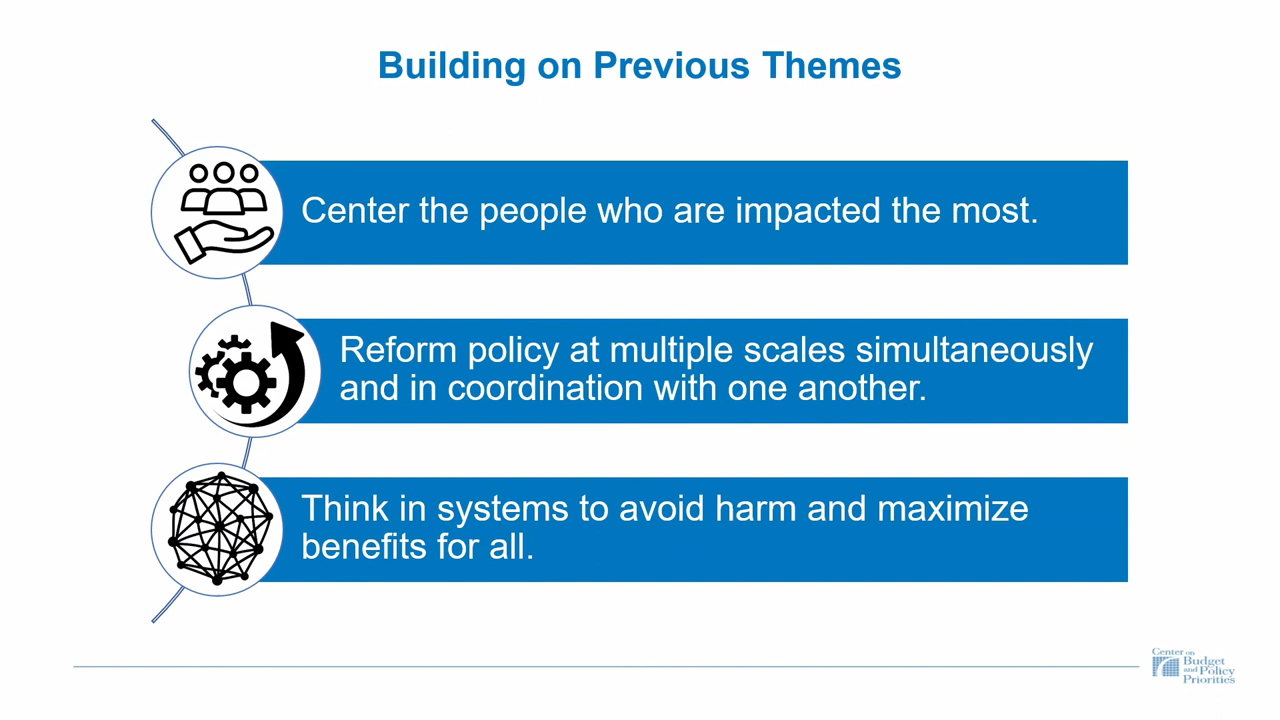 Building on Previous Themes
Center the people who are impacted the most.
Reform policy at multiple scales simultaneously
and in coordination with one another.
Think in systems to avoid harm and maximize
benefits for all.
Center on
Budget
and Policy
Priorities